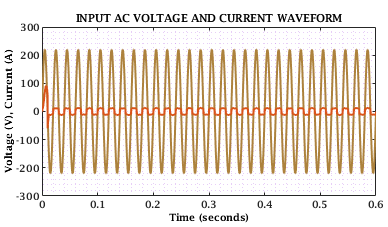 INPUT AC VOLTAGE AND CURRENT WAVEFORM
300
200
100
0
-100
-200
-300
Voltage (V), Current (A)
0 0.1 0.2 0.3 0.4 0.5 0.6
Time (seconds)